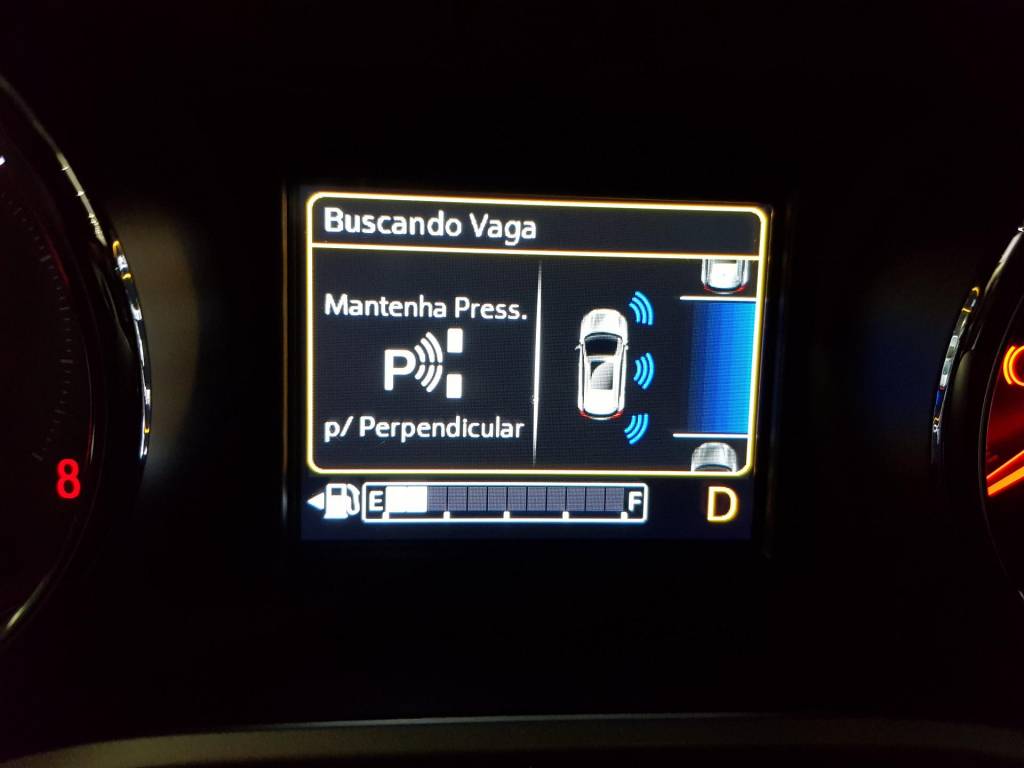 Buscando Vaga
Mantenha Press.
P
p/ Perpendicular
E F
D
8